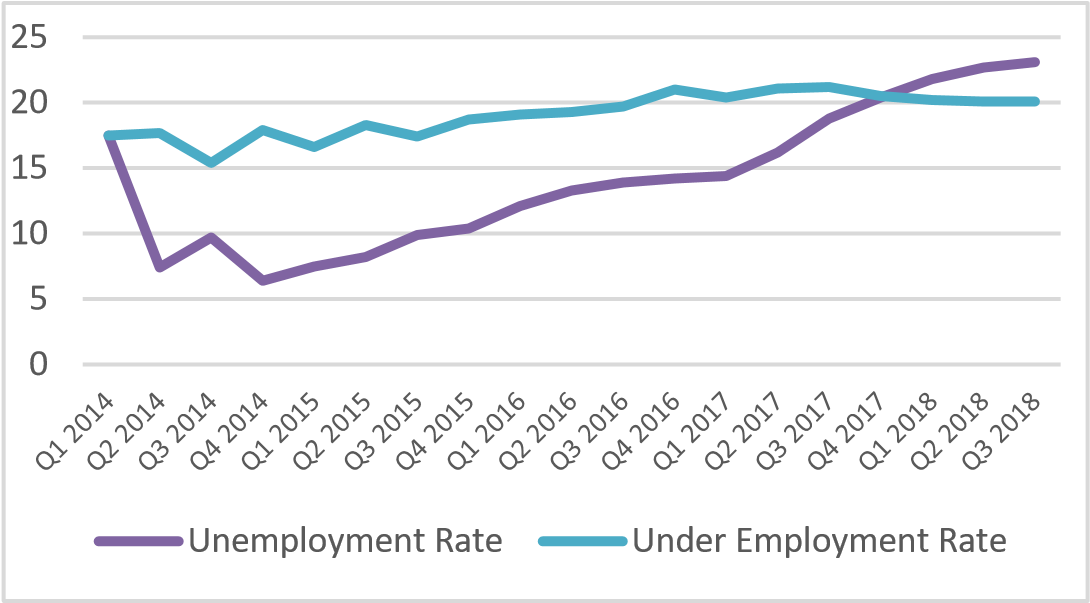 25
20
15
10
5
0
Q1 2014
Q2 2014
Q3 2014
Q4 2014
Q1 2015
Q2 2015
Q3 2015
Q4 2015
Q1 2016
Q2 2016
Q3 2016
Q4 2016
Q1 2017
Q2 2017
Q3 2017
Q4 2017
Q1 2018
Q2 2018
Q3 2018
Unemployment Rate
Under Employment Rate